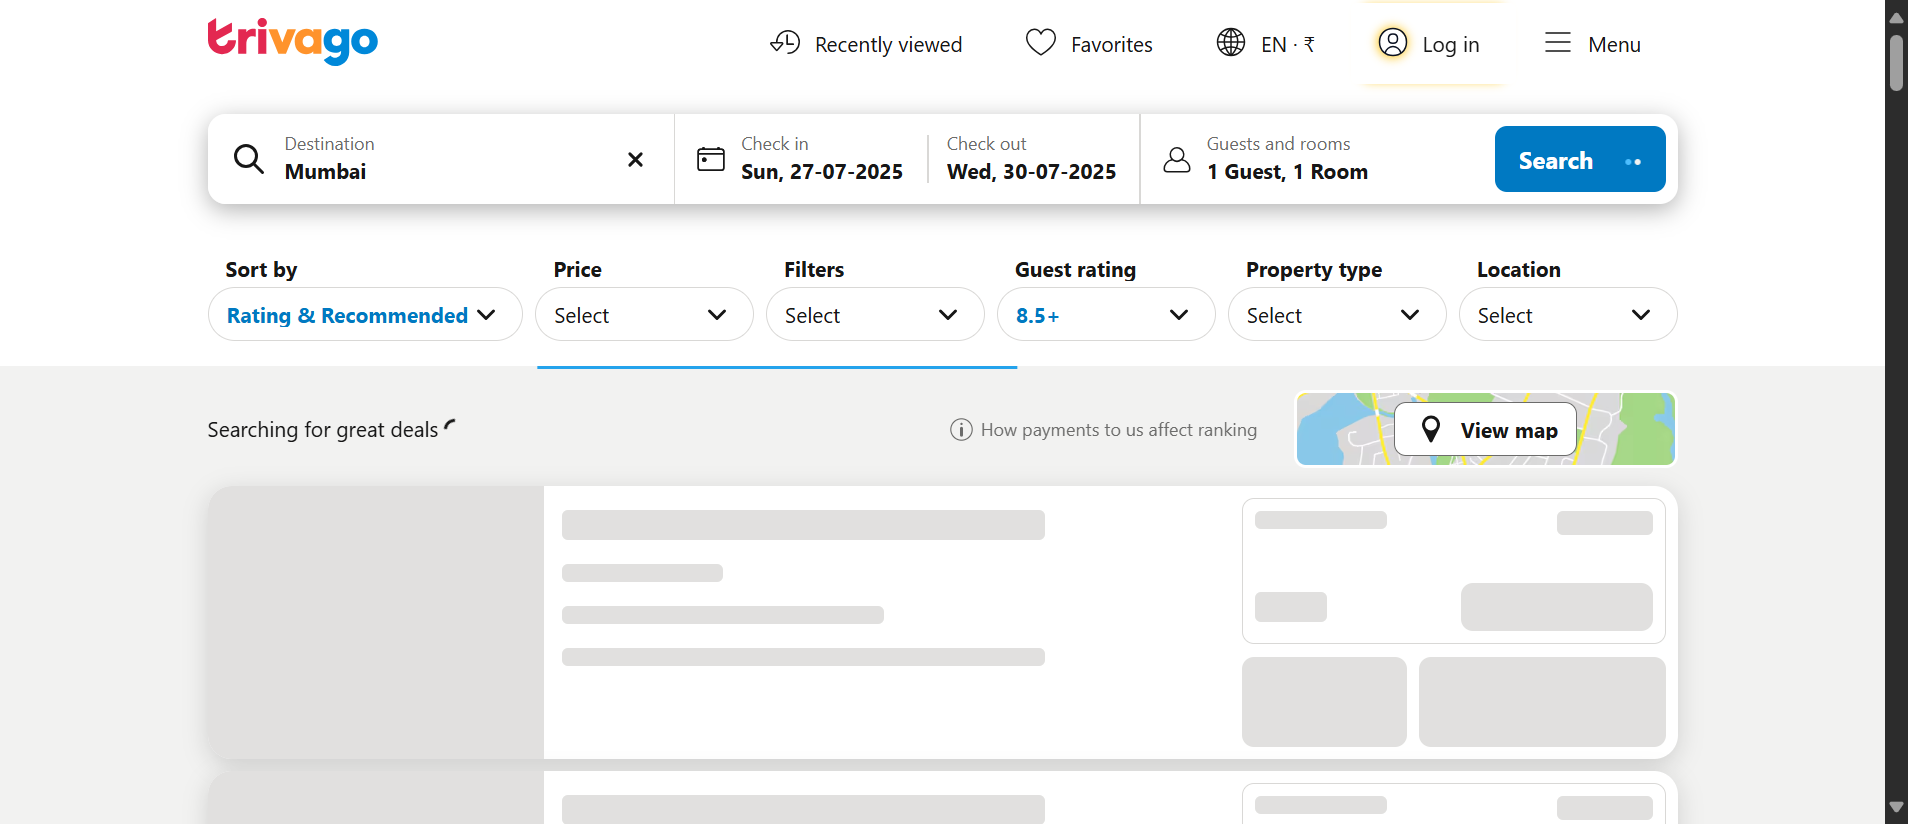 trivago
Recently viewed
Favorites
EN · ₹
Log in
Menu
Destination
Mumbai
Check in
Sun, 27-07-2025
Check out
Wed, 30-07-2025
Guests and rooms
1 Guest, 1 Room
Search
Sort by
Rating & Recommended
Price
Select
Filters
Select
Guest rating
8.5+
Property type
Select
Location
Select
Searching for great deals
How payments to us affect ranking
View map